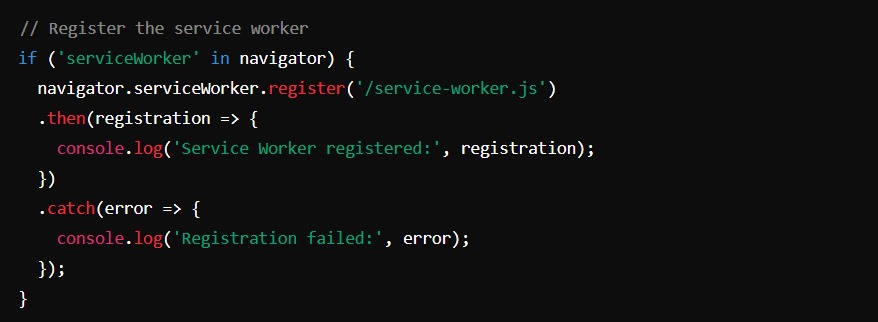 // Register the service worker
if ('serviceWorker' in navigator) {
  navigator.serviceWorker.register('/service-worker.js')
  .then(registration => {
    console.log('Service Worker registered:', registration);
  })
  .catch(error => {
    console.log('Registration failed:', error);
  });
}